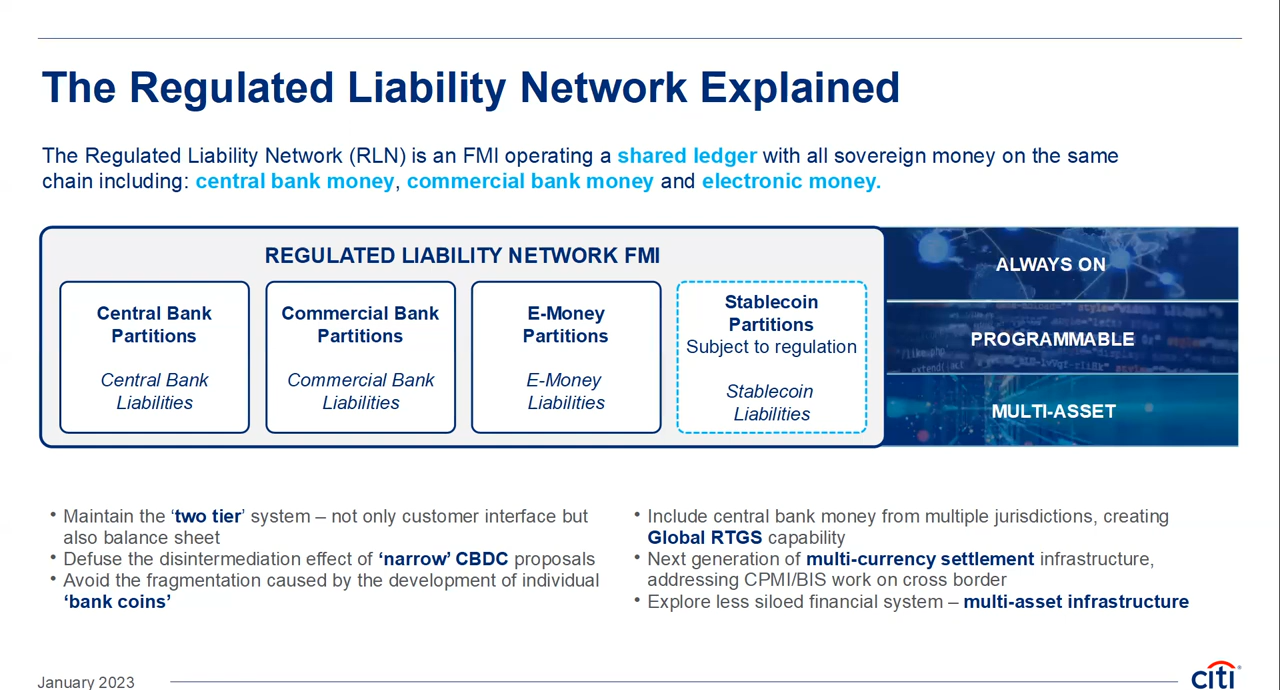 The Regulated Liability Network Explained
The Regulated Liability Network (RLN) is an FMI operating a shared ledger with all sovereign money on the same
chain including: central bank money, commercial bank money and electronic money.
REGULATED LIABILITY NETWORK FMI
Central Bank
Partitions
Central Bank
Liabilities
Commercial Bank
Partitions
Commercial Bank
Liabilities
E-Money
Partitions
E-Money
Liabilities
Stablecoin
Partitions
Subject to regulation
Stablecoin
Liabilities
ALWAYS ON
PROGRAMMABLE
MULTI-ASSET
• Maintain the ‘two tier’ system – not only customer interface but
also balance sheet
• Defuse the disintermediation effect of ‘narrow’ CBDC proposals
• Avoid the fragmentation caused by the development of individual
‘bank coins’
• Include central bank money from multiple jurisdictions, creating
Global RTGS capability
• Next generation of multi-currency settlement infrastructure,
addressing CPMI/BIS work on cross border
• Explore less siloed financial system – multi-asset infrastructure
January 2023
citi®